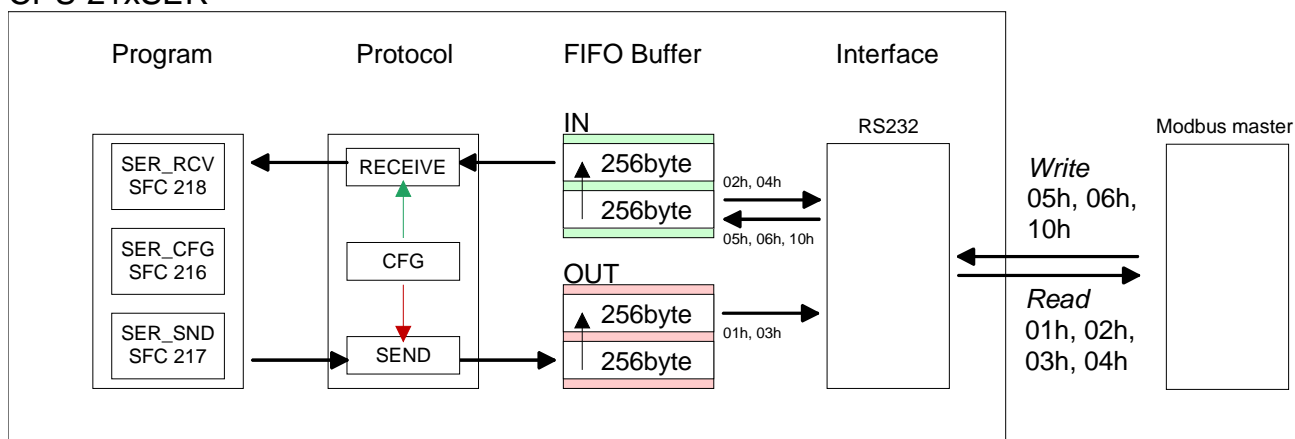 Program
Protocol
FIFO Buffer
Interface
IN
RS232
Modbus master
SER_RCV
SFC 218
RECEIVE
256byte
256byte
02h, 04h
05h, 06h, 10h
Write
05h, 06h,
10h
SER_CFG
SFC 216
CFG
OUT
SER_SND
SFC 217
SEND
256byte
256byte
01h, 03h
Read
01h, 02h,
03h, 04h